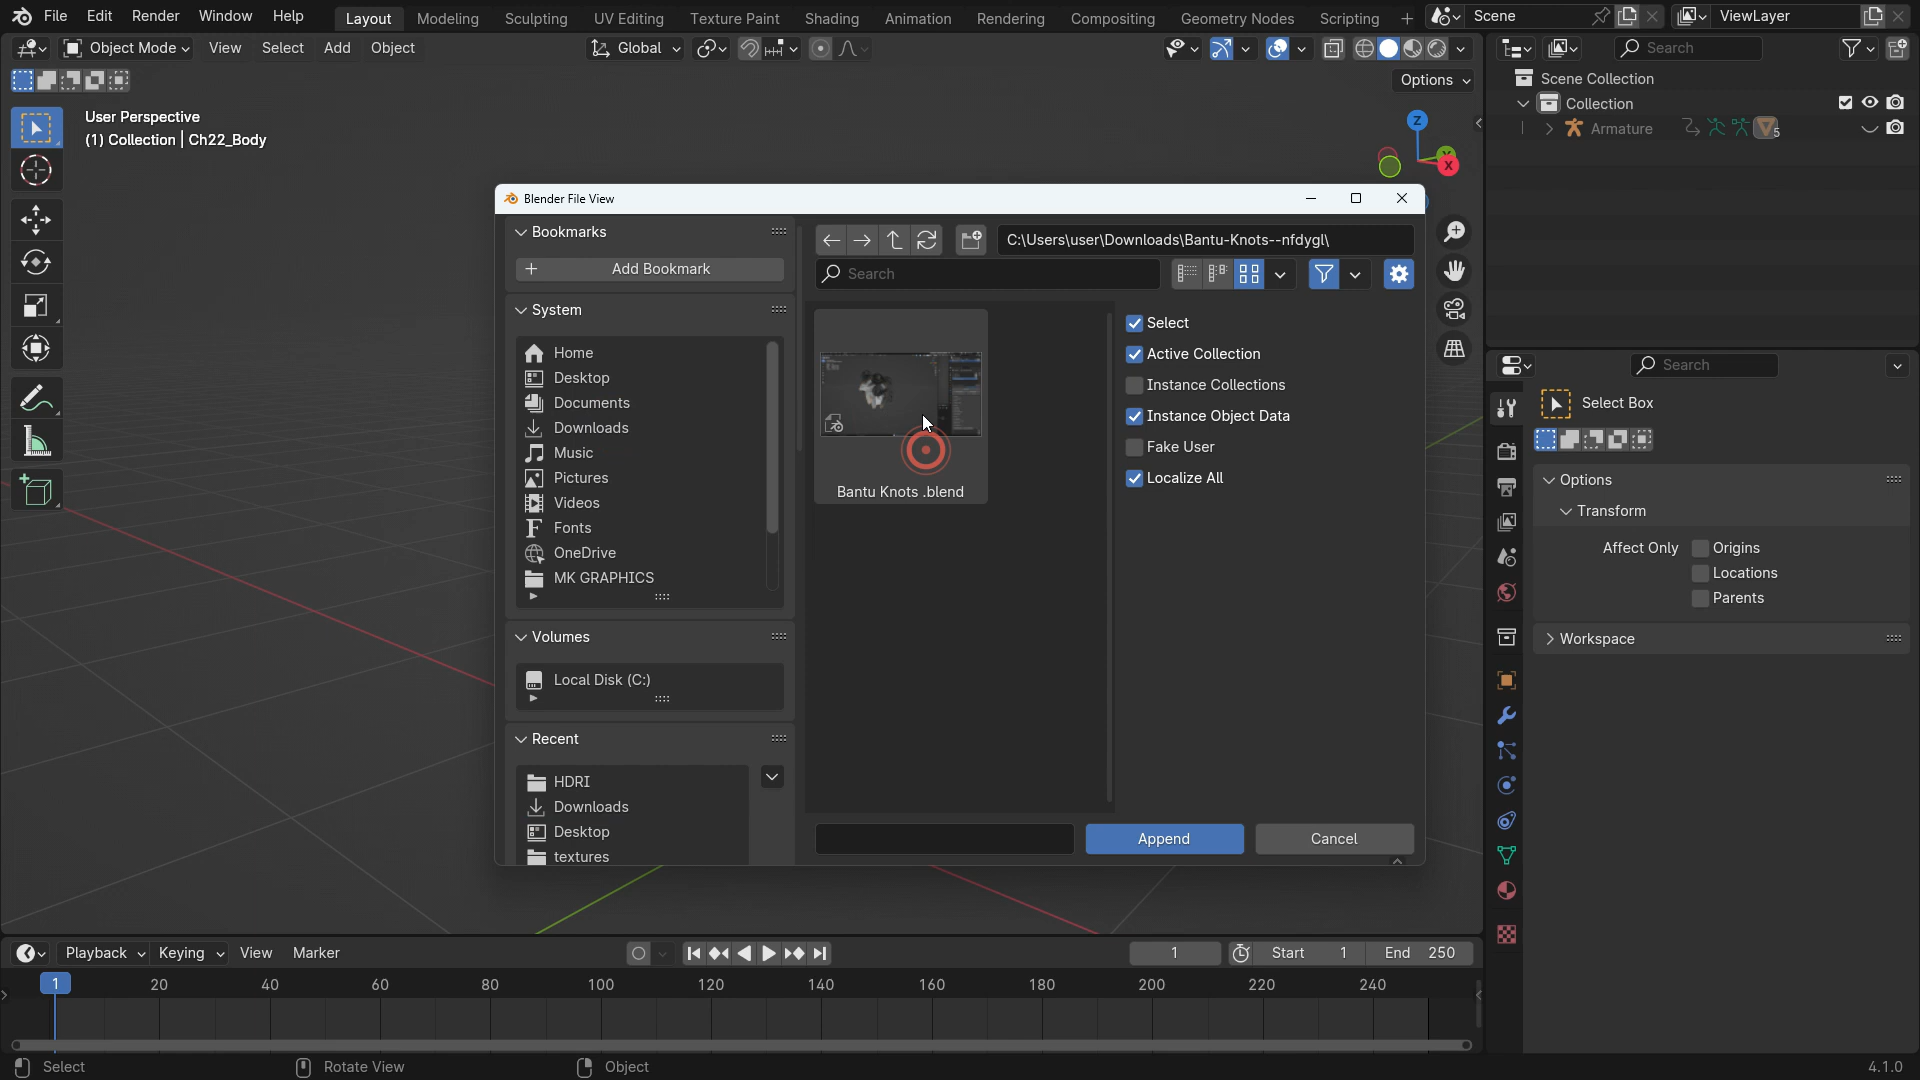 File Edit Render Window Help Layout Modeling Sculpting UV Editing Texture Paint Shading Animation Rendering Compositing Geometry Nodes Scripting Scene ViewLayer
Object Mode View Select Add Object Global Search
Options
User Perspective
(1) Collection | Ch22_Body
Z
Y
X
Scene Collection
Collection
Armature 5
Blender File View
Bookmarks
Add Bookmark
System
Home
Desktop
Documents
Downloads
Music
Pictures
Videos
Fonts
OneDrive
MK GRAPHICS
Volumes
Local Disk (C:)
Recent
HDRI
Downloads
Desktop
textures
C:\Users\user\Downloads\Bantu-Knots--nfdygl\
Search
Bantu Knots .blend
Select
Active Collection
Instance Collections
Instance Object Data
Fake User
Localize All
Append Cancel
Search
Select Box
Options
Transform
Affect Only Origins
Locations
Parents
Workspace
Playback Keying View Marker 1 Start 1 End 250
1 20 40 60 80 100 120 140 160 180 200 220 240
Select Rotate View Object 4.1.0